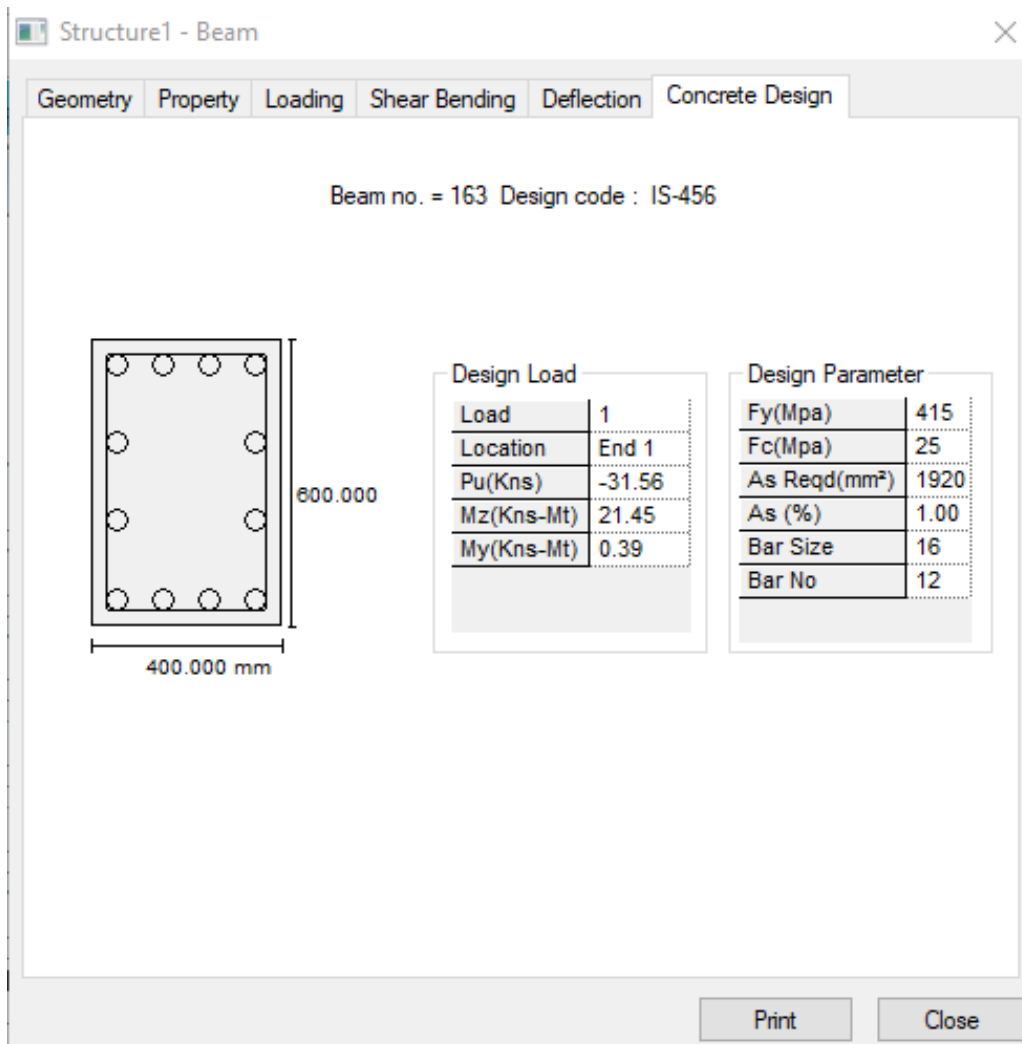 Structure1 - Beam
Geometry Property Loading Shear Bending Deflection Concrete Design
Beam no. = 163 Design code : IS-456
600.000
400.000 mm
Design Load
Load 1
Location End 1
Pu(Kns) -31.56
Mz(Kns-Mt) 21.45
My(Kns-Mt) 0.39
Design Parameter
Fy(Mpa) 415
Fc(Mpa) 25
As Reqd(mm²) 1920
As (%) 1.00
Bar Size 16
Bar No 12
Print Close